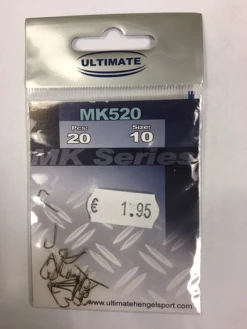 ULTIMATE
MK520
Pcs: Size:
20 10
MK Series
€ 1.95
www.ultimatehengelsport.com